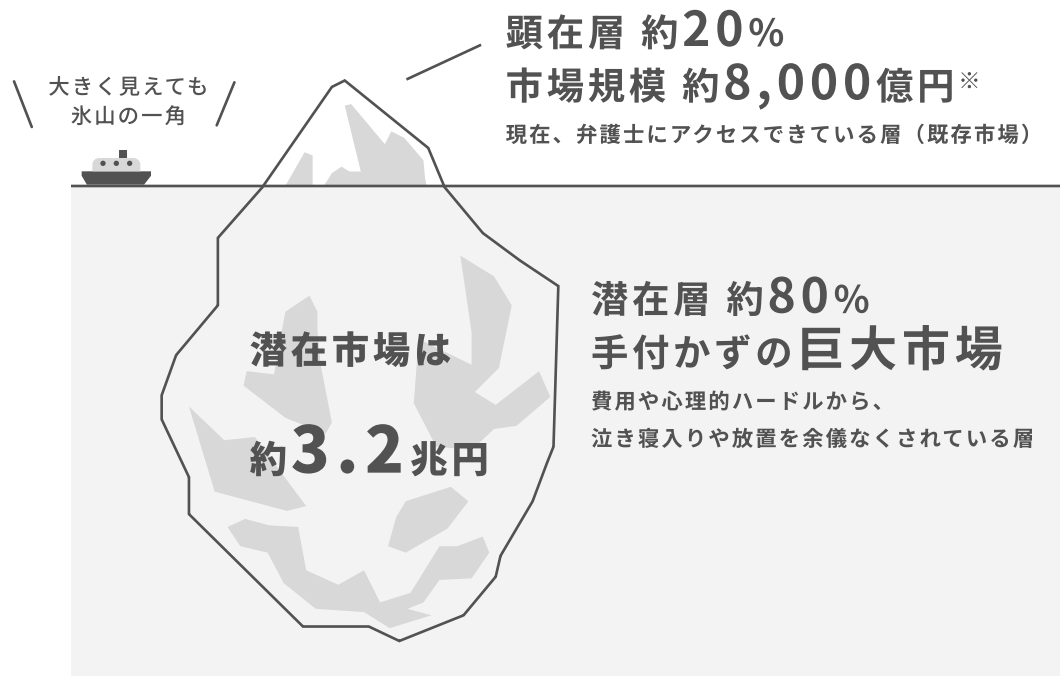 顕在層 約20%
市場規模 約8,000億円※
現在、弁護士にアクセスできている層（既存市場）
大きく見えても
氷山の一角
潜在層 約80%
手付かずの巨大市場
費用や心理的ハードルから、
泣き寝入りや放置を余儀なくされている層
潜在市場は
約3.2兆円